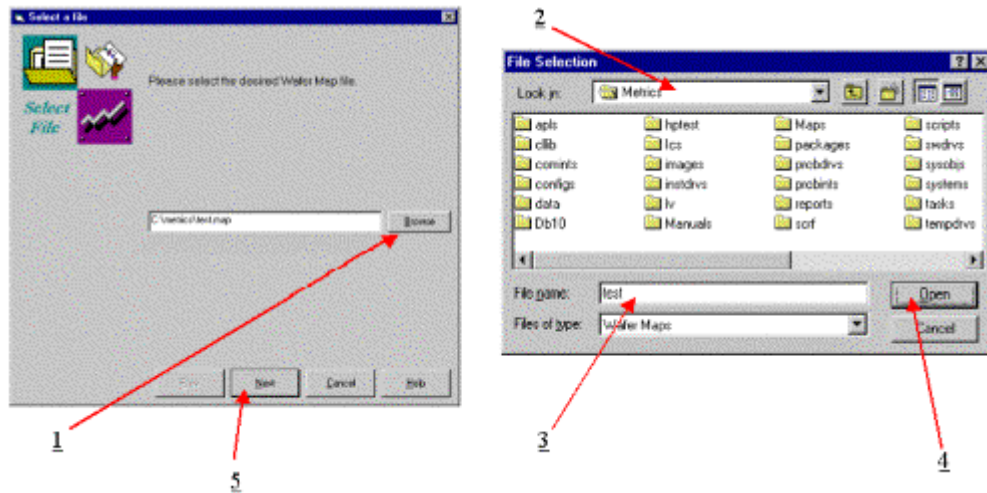 Select a file
Please select the desired Wafer Map file.
Select
File
C:\metrics\test.map
Browse
Next
Cancel
Help
1
5
2
File Selection
Look in:
Metrics
apls
hptest
Maps
scripts
cllib
lcs
packages
swdrvs
comints
images
probdrvs
sysobjs
configs
instdrvs
probints
systems
data
lv
reports
tasks
Db10
Manuals
tempdrvs
File name:
test
Open
Files of type:
Wafer Maps
Cancel
3
4